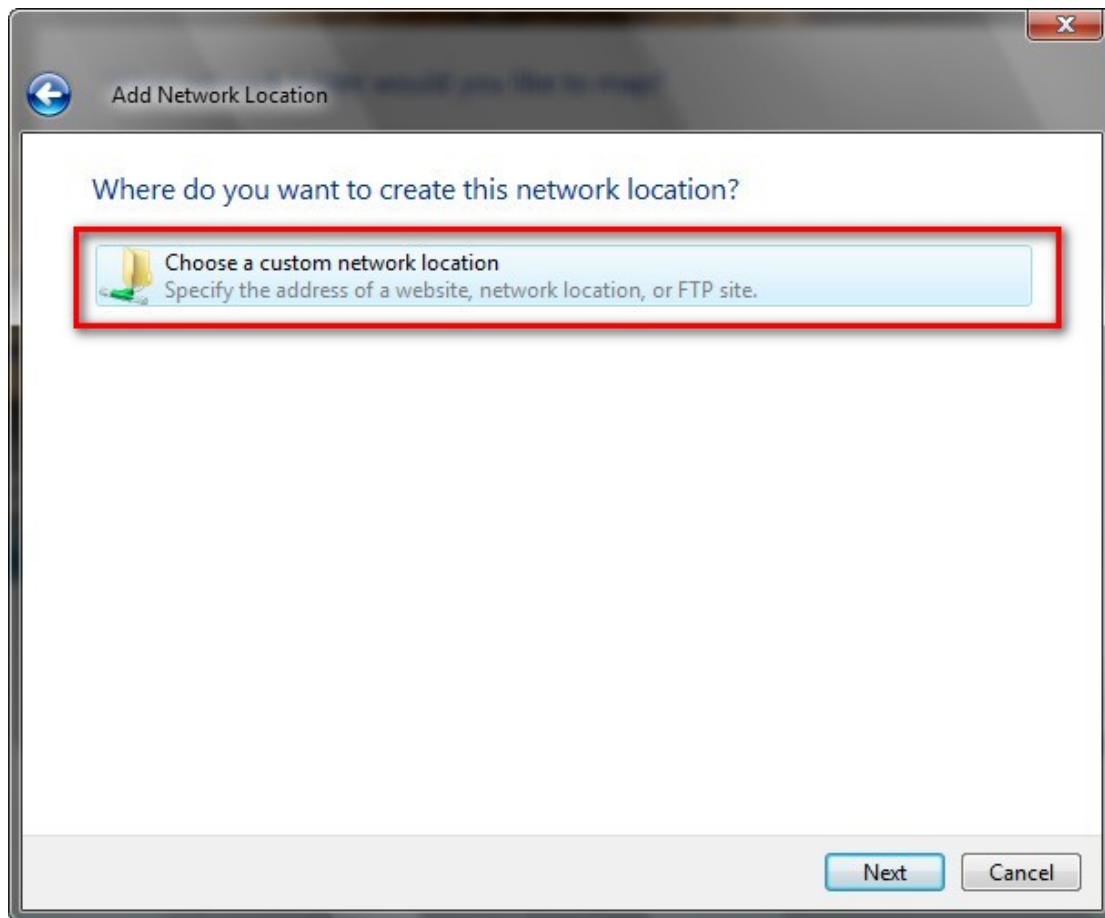 Add Network Location
Where do you want to create this network location?
Choose a custom network location
Specify the address of a website, network location, or FTP site.
Next
Cancel